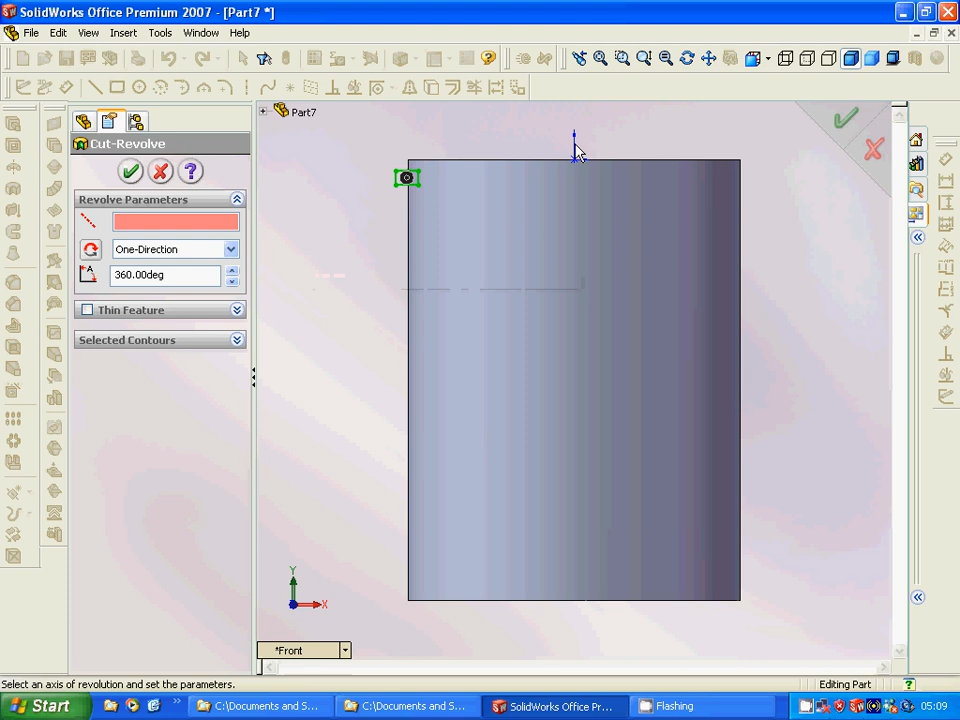 SolidWorks Office Premium 2007 - [Part7 *]
File Edit View Insert Tools Window Help
Part7
Cut-Revolve
Revolve Parameters
One-Direction
360.00deg
Thin Feature
Selected Contours
Y
X
*Front
Select an axis of revolution and set the parameters.
Editing Part
Start
C:\Documents and S...
C:\Documents and S...
SolidWorks Office Pr...
Flashing
05:09